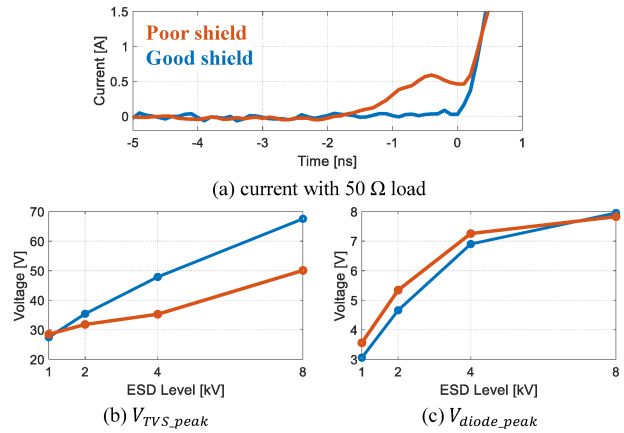 1.5
Poor shield
Good shield
1
0.5
0
Current [A]
-5 -4 -3 -2 -1 0 1
Time [ns]
(a) current with 50 Ω load
70
60
50
40
30
20
Voltage [V]
1 2 4 8
ESD Level [kV]
(b) V_TVS_peak
8
7
6
5
4
3
Voltage [V]
1 2 4 8
ESD Level [kV]
(c) V_diode_peak